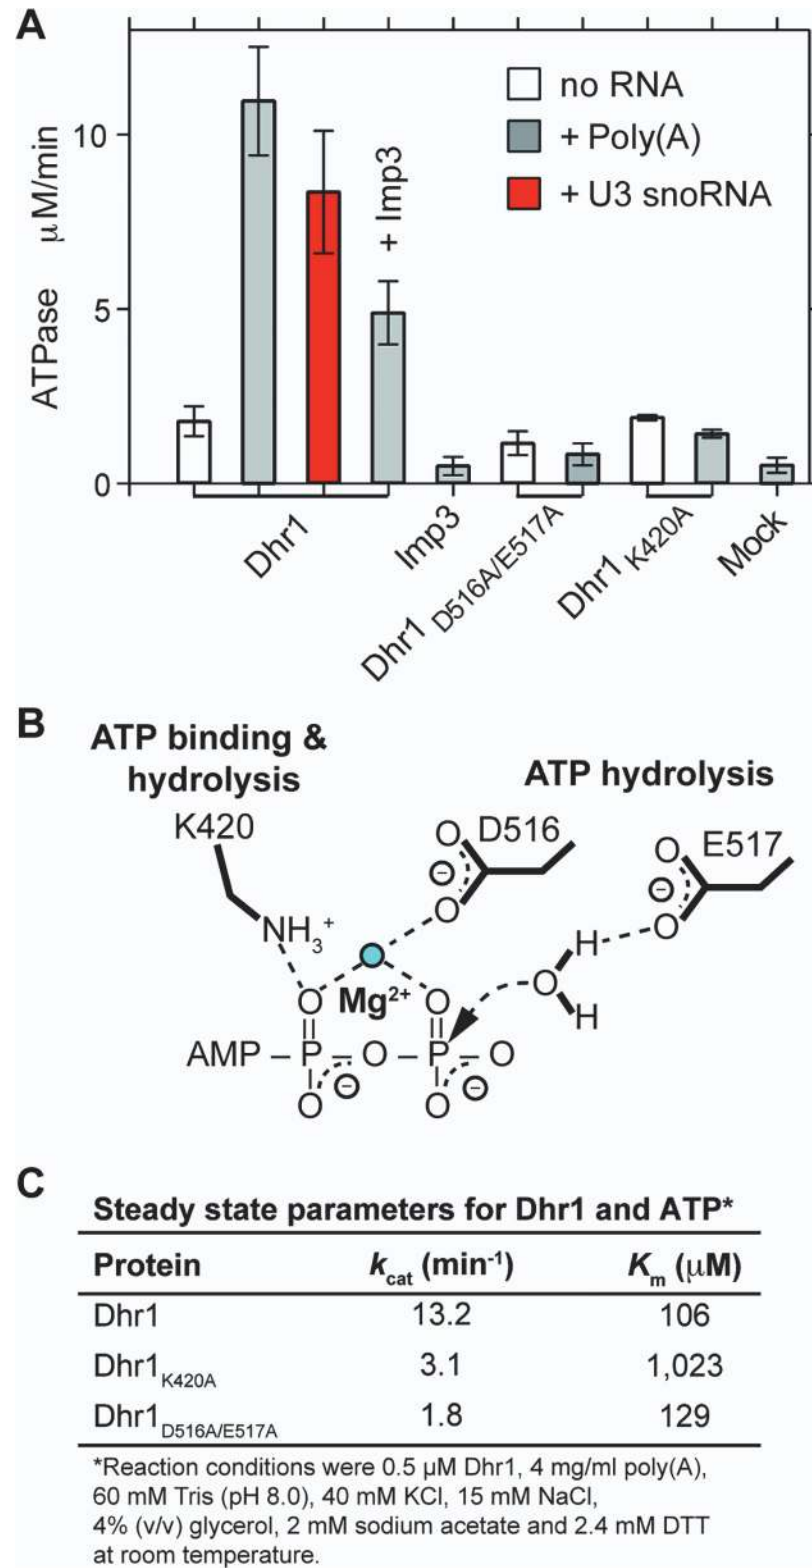 A
ATPase μM/min
10
5
0
no RNA
+ Poly(A)
+ U3 snoRNA
+ Imp3
Dhr1
Imp3
Dhr1 D516A/E517A
Dhr1 K420A
Mock
B
ATP binding &
hydrolysis
ATP hydrolysis
K420
D516
E517
O
O
⊖
O
O
⊖
NH₃⁺
Mg²⁺
H
O
H
O
O
AMP – P – O – P – O
O
⊖
O
⊖
C
Steady state parameters for Dhr1 and ATP*
Protein kcat (min⁻¹) Km (μM)
Dhr1 13.2 106
Dhr1K420A 3.1 1,023
Dhr1D516A/E517A 1.8 129
*Reaction conditions were 0.5 μM Dhr1, 4 mg/ml poly(A),
60 mM Tris (pH 8.0), 40 mM KCl, 15 mM NaCl,
4% (v/v) glycerol, 2 mM sodium acetate and 2.4 mM DTT
at room temperature.